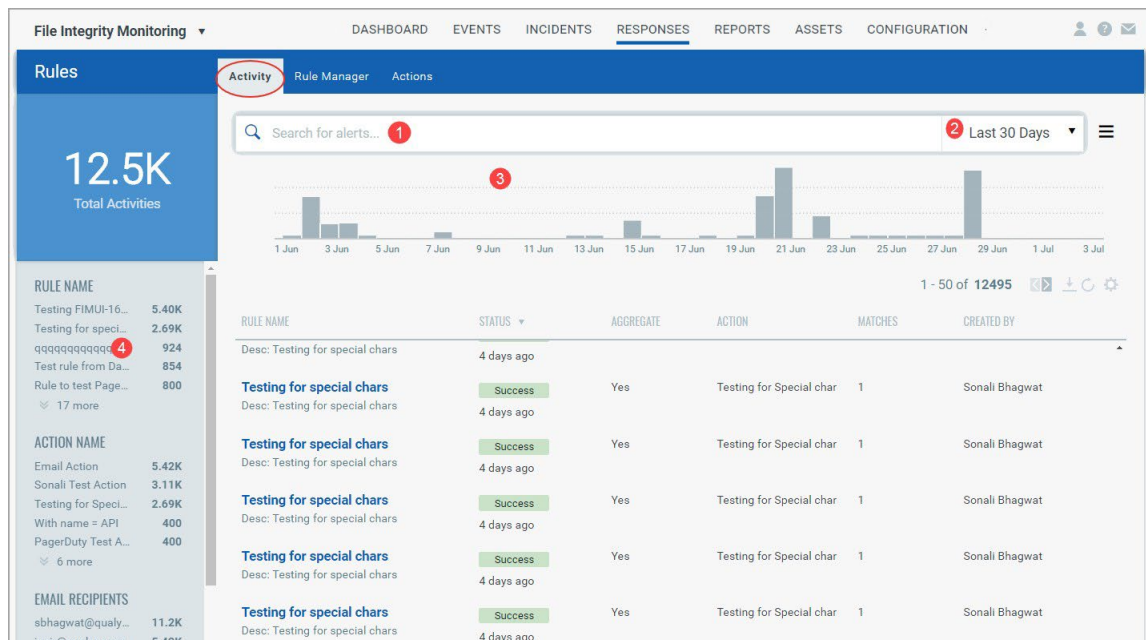 File Integrity Monitoring
DASHBOARD EVENTS INCIDENTS RESPONSES REPORTS ASSETS CONFIGURATION
Rules
Activity Rule Manager Actions
Search for alerts... 1
2 Last 30 Days
12.5K
Total Activities
3
1 Jun 3 Jun 5 Jun 7 Jun 9 Jun 11 Jun 13 Jun 15 Jun 17 Jun 19 Jun 21 Jun 23 Jun 25 Jun 27 Jun 29 Jun 1 Jul 3 Jul
1 - 50 of 12495
RULE NAME
Testing FIMUI-16... 5.40K
Testing for speci... 2.69K
qqqqqqqqqqqq 4 924
Test rule from Da... 854
Rule to test Page... 800
17 more
ACTION NAME
Email Action 5.42K
Sonali Test Action 3.11K
Testing for Speci... 2.69K
With name = API 400
PagerDuty Test A... 400
6 more
EMAIL RECIPIENTS
sbhagwat@qualy... 11.2K
RULE NAME STATUS AGGREGATE ACTION MATCHES CREATED BY
Desc: Testing for special chars 4 days ago
Testing for special chars Success Yes Testing for Special char 1 Sonali Bhagwat
Desc: Testing for special chars 4 days ago
Testing for special chars Success Yes Testing for Special char 1 Sonali Bhagwat
Desc: Testing for special chars 4 days ago
Testing for special chars Success Yes Testing for Special char 1 Sonali Bhagwat
Desc: Testing for special chars 4 days ago
Testing for special chars Success Yes Testing for Special char 1 Sonali Bhagwat
Desc: Testing for special chars 4 days ago
Testing for special chars Success Yes Testing for Special char 1 Sonali Bhagwat
Desc: Testing for special chars 4 days ago